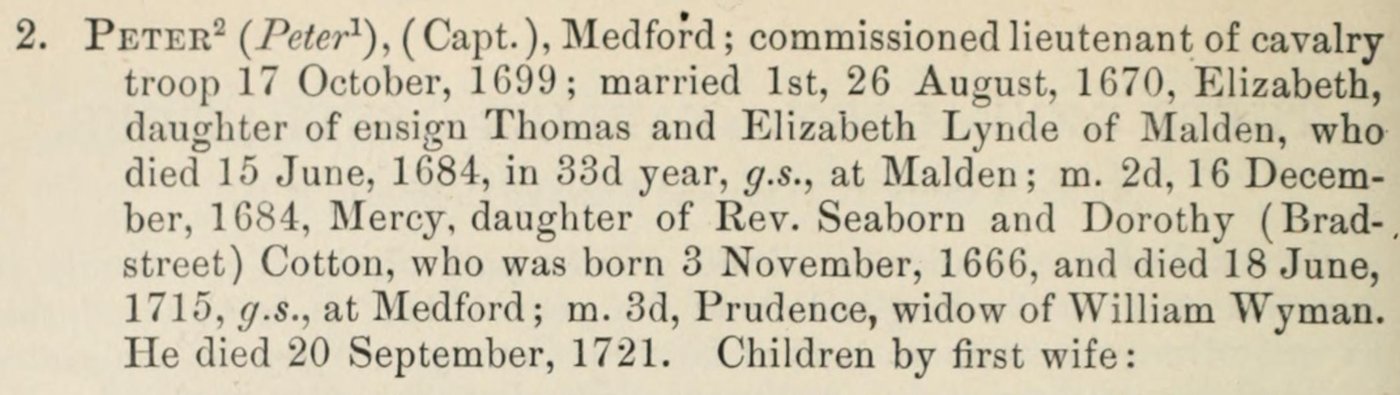 2. PETER² (Peter¹), (Capt.), Medford; commissioned lieutenant of cavalry
troop 17 October, 1699; married 1st, 26 August, 1670, Elizabeth,
daughter of ensign Thomas and Elizabeth Lynde of Malden, who
died 15 June, 1684, in 33d year, g.s., at Malden; m. 2d, 16 Decem-
ber, 1684, Mercy, daughter of Rev. Seaborn and Dorothy (Brad-
street) Cotton, who was born 3 November, 1666, and died 18 June,
1715, g.s., at Medford; m. 3d, Prudence, widow of William Wyman.
He died 20 September, 1721. Children by first wife: